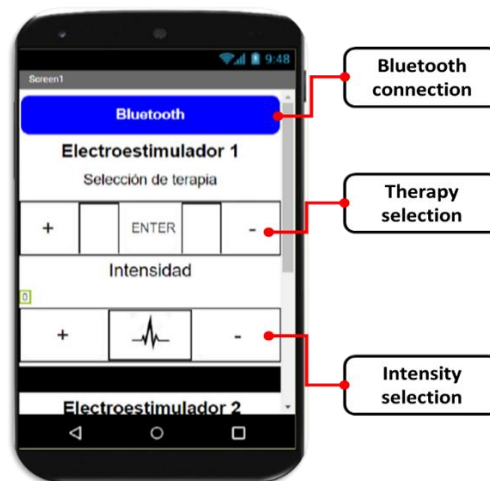 9:48
Screen1
Bluetooth
Electroestimulador 1
Selección de terapia
+ ENTER -
Intensidad
0
+ -
Electroestimulador 2
Bluetooth
connection
Therapy
selection
Intensity
selection